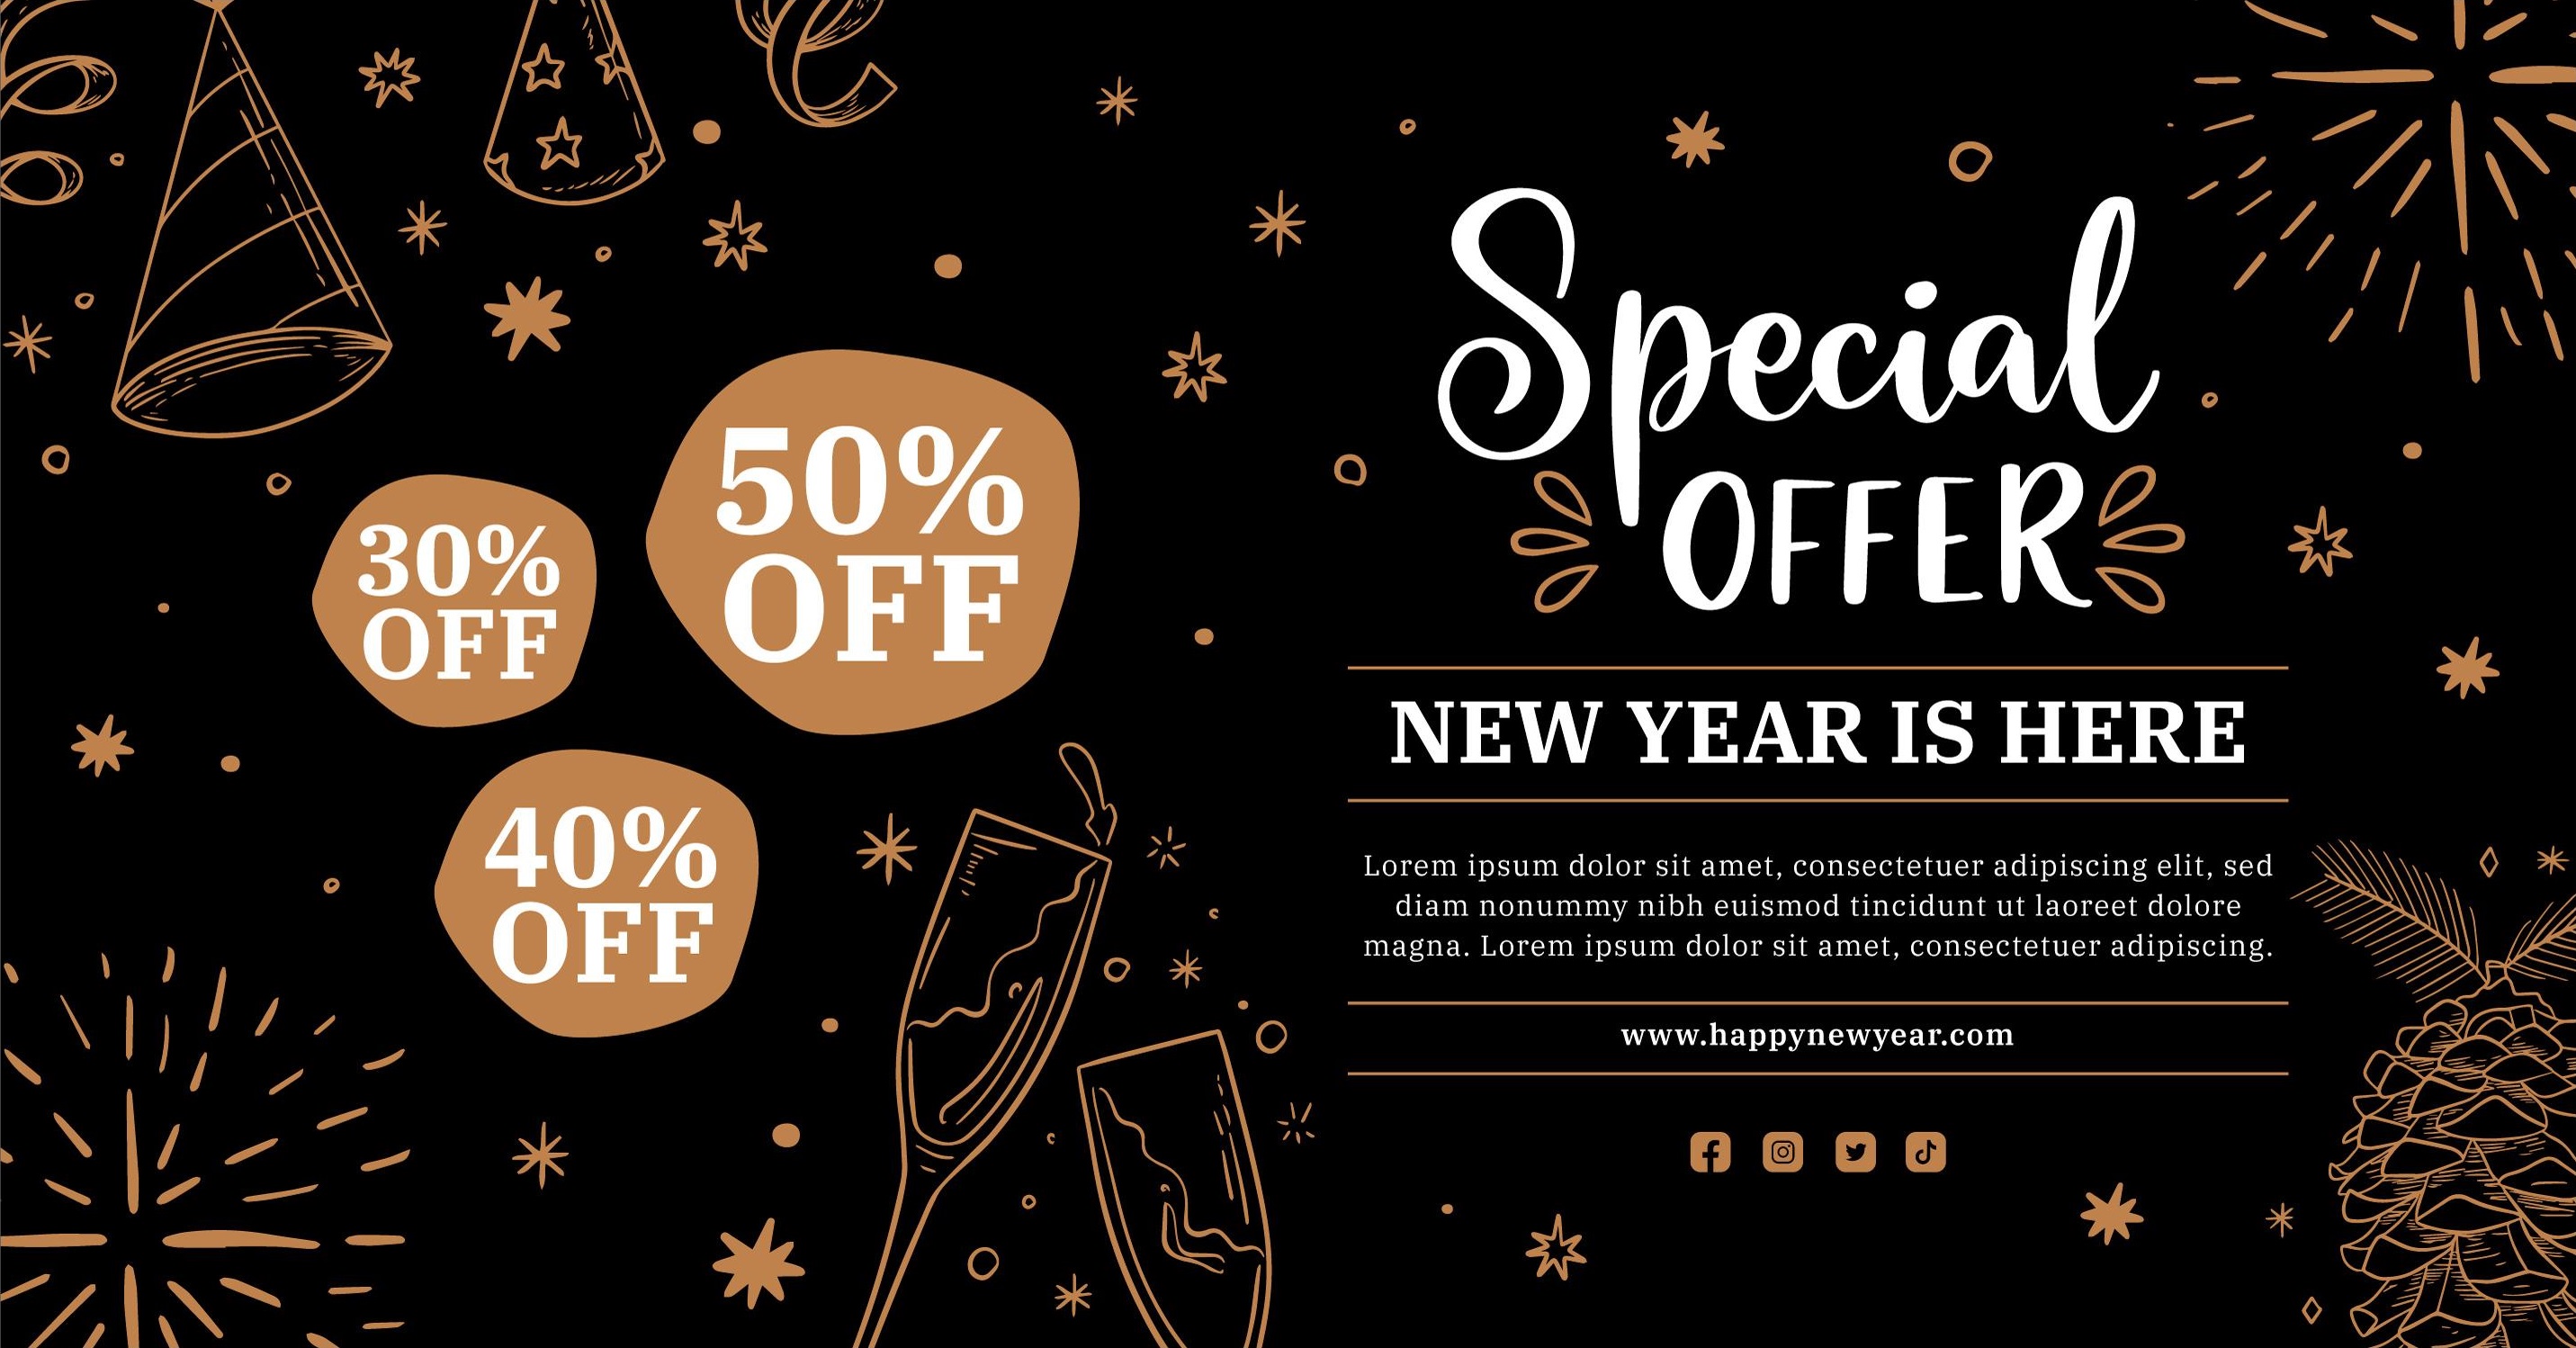 50%
OFF
30%
OFF
40%
OFF
Special
OFFER
NEW YEAR IS HERE
Lorem ipsum dolor sit amet, consectetuer adipiscing elit, sed
diam nonummy nibh euismod tincidunt ut laoreet dolore
magna. Lorem ipsum dolor sit amet, consectetuer adipiscing.
www.happynewyear.com